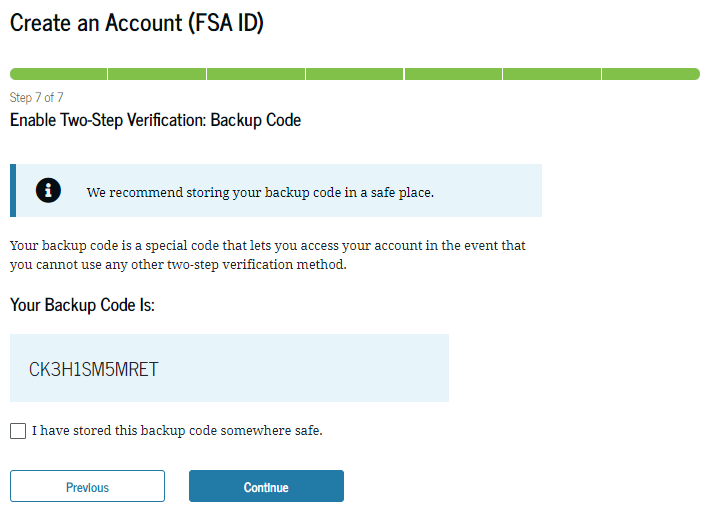 Create an Account (FSA ID)
Step 7 of 7
Enable Two-Step Verification: Backup Code
We recommend storing your backup code in a safe place.
Your backup code is a special code that lets you access your account in the event that
you cannot use any other two-step verification method.
Your Backup Code Is:
CK3H1SM5MRET
I have stored this backup code somewhere safe.
Previous
Continue